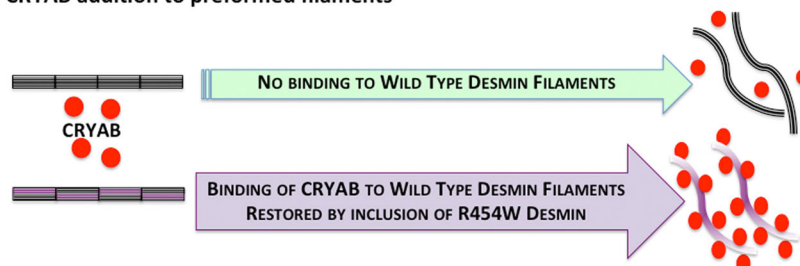 CRYAB addition to preformed filaments
NO BINDING TO WILD TYPE DESMIN FILAMENTS
CRYAB
BINDING OF CRYAB TO WILD TYPE DESMIN FILAMENTS
RESTORED BY INCLUSION OF R454W DESMIN